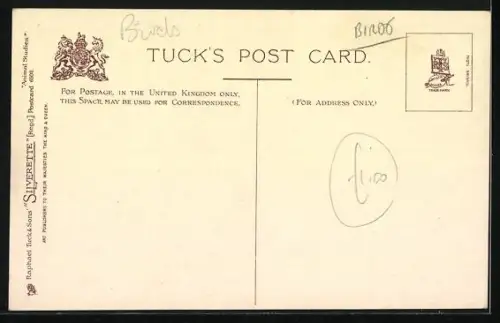 Birds
BIRDS
TUCK'S POST CARD.
FOR POSTAGE, IN THE UNITED KINGDOM ONLY,
THIS SPACE MAY BE USED FOR CORRESPONDENCE.
(FOR ADDRESS ONLY.)
£1.00
Raphael Tuck & Sons' "SILVERETTE" [Regd.] Postcard "Animal Studies"
ART PUBLISHERS TO THEIR MAJESTIES THE KING & QUEEN.